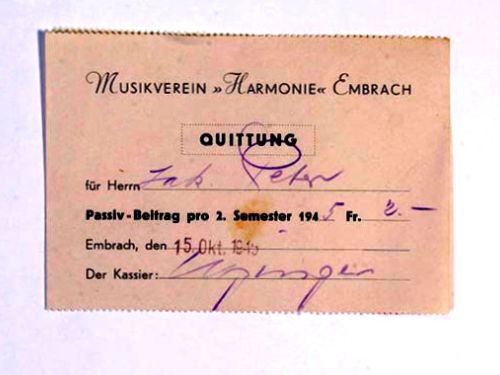 MUSIKVEREIN »HARMONIE« EMBRACH
QUITTUNG
für Herrn Jak. Peter
Passiv-Beitrag pro 2. Semester 1945 Fr. 2.—
Embrach, den 15. Okt. 1945
Der Kassier: